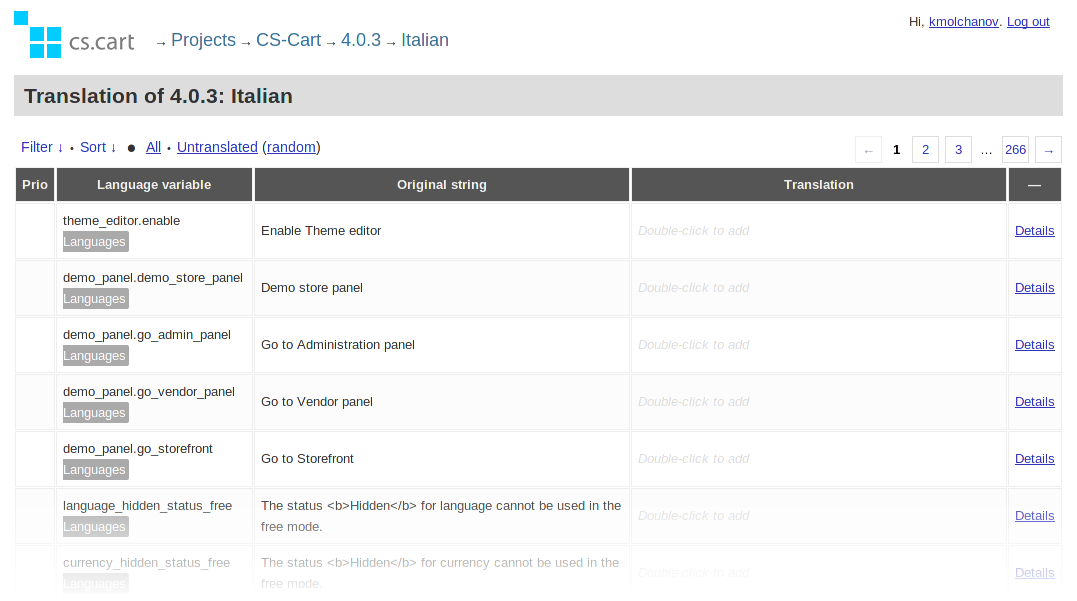 Hi, kmolchanov. Log out
cs.cart → Projects → CS-Cart → 4.0.3 → Italian
Translation of 4.0.3: Italian
Filter ↓ • Sort ↓ ● All • Untranslated (random)
← 1 2 3 … 266 →
Prio Language variable Original string Translation —
theme_editor.enable
Languages
Enable Theme editor
Double-click to add
Details
demo_panel.demo_store_panel
Languages
Demo store panel
Double-click to add
Details
demo_panel.go_admin_panel
Languages
Go to Administration panel
Double-click to add
Details
demo_panel.go_vendor_panel
Languages
Go to Vendor panel
Double-click to add
Details
demo_panel.go_storefront
Languages
Go to Storefront
Double-click to add
Details
language_hidden_status_free
Languages
The status <b>Hidden</b> for language cannot be used in the
free mode.
Double-click to add
Details
currency_hidden_status_free
Languages
The status <b>Hidden</b> for currency cannot be used in the
free mode.
Double-click to add
Details